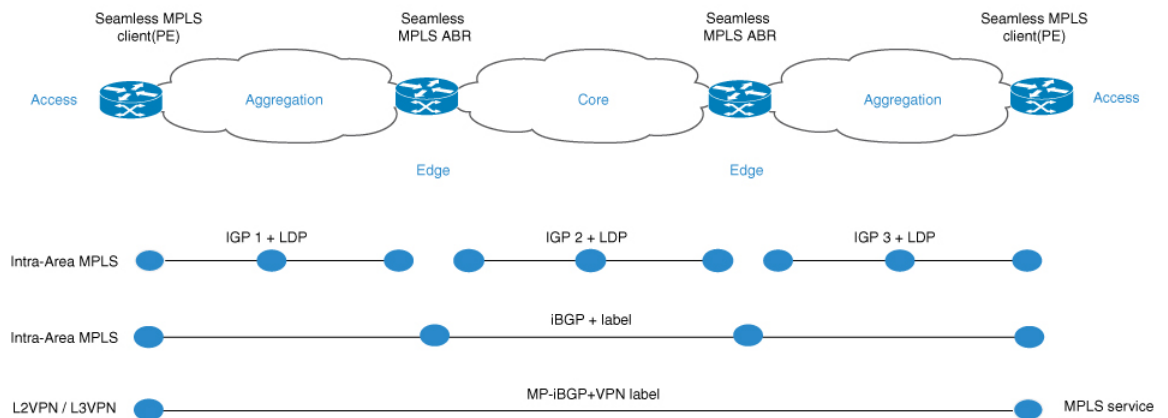 Seamless MPLS
client(PE)
Seamless
MPLS ABR
Seamless
MPLS ABR
Seamless MPLS
client(PE)
Access
Aggregation
Core
Aggregation
Access
Edge
Edge
IGP 1 + LDP
IGP 2 + LDP
IGP 3 + LDP
Intra-Area MPLS
iBGP + label
Intra-Area MPLS
MP-iBGP+VPN label
L2VPN / L3VPN
MPLS service